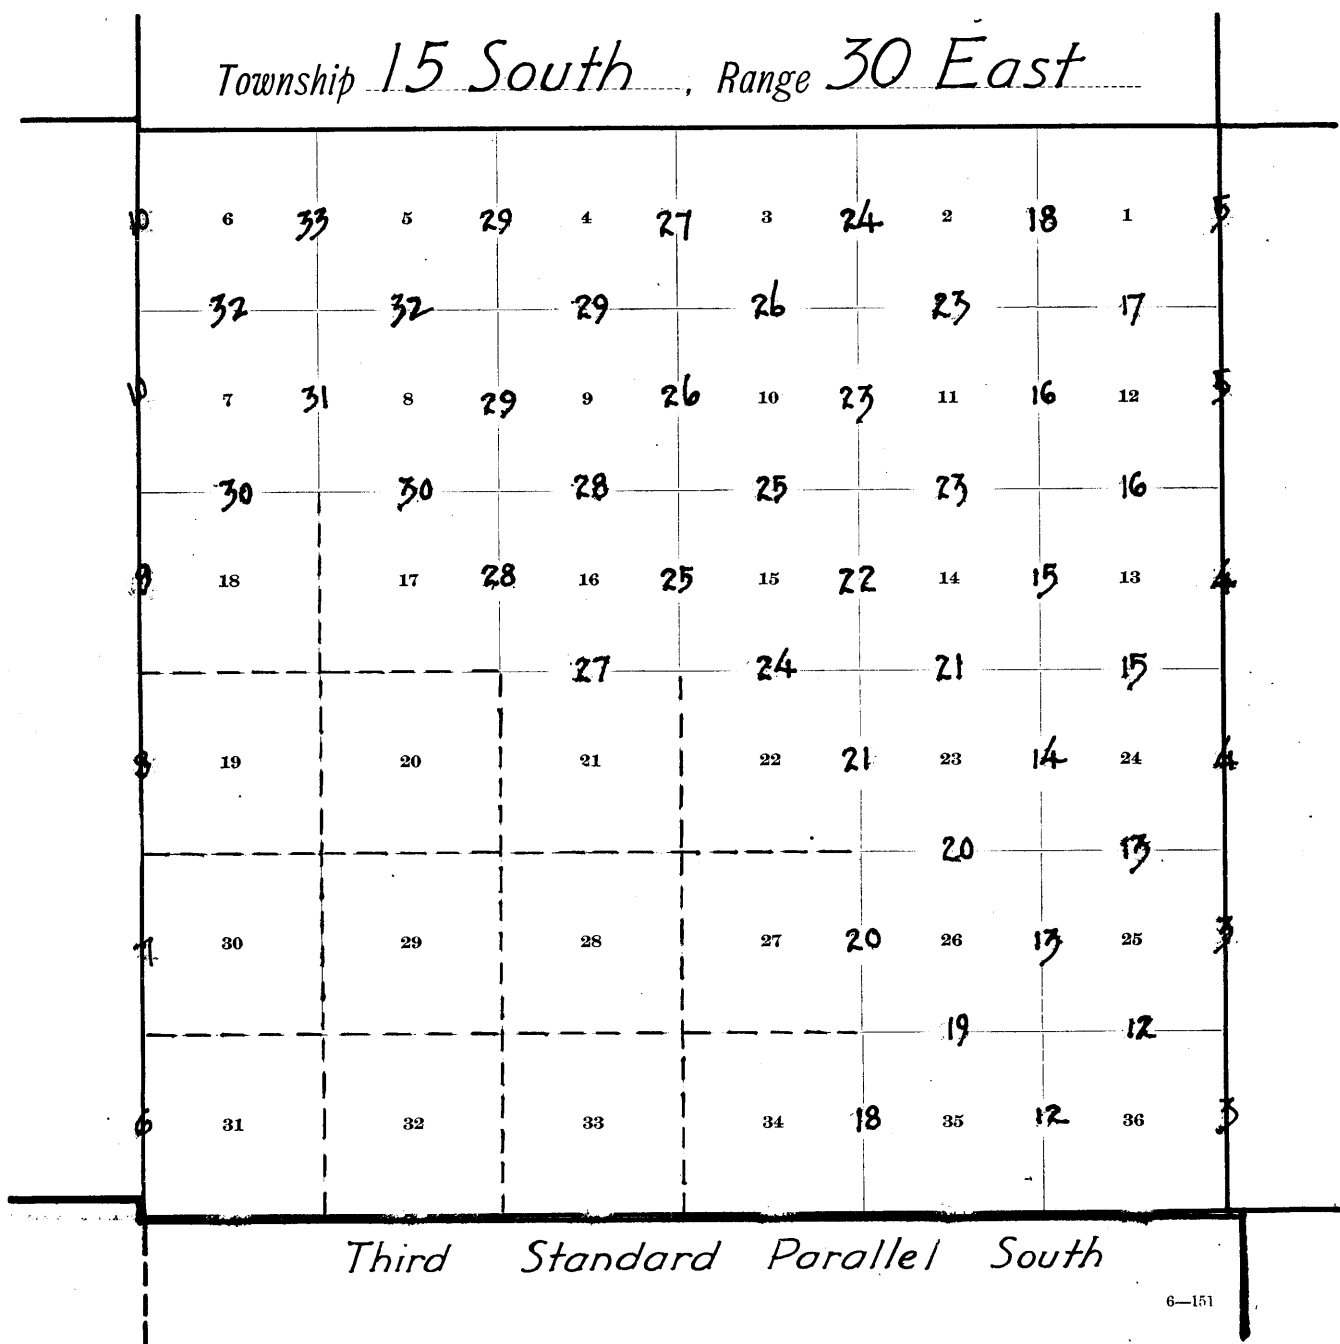 Township 15 South, Range 30 East
10 6 33 5 29 4 27 3 24 2 18 1 5
32 32 29 26 23 17
10 7 31 8 29 9 26 10 23 11 16 12 5
30 30 28 25 23 16
9 18 17 28 16 25 15 22 14 15 13 4
27 24 21 15
8 19 20 21 22 21 23 14 24 4
20 13
7 30 29 28 27 20 26 13 25 3
19 12
6 31 32 33 34 18 35 12 36 3
Third Standard Parallel South
6—151